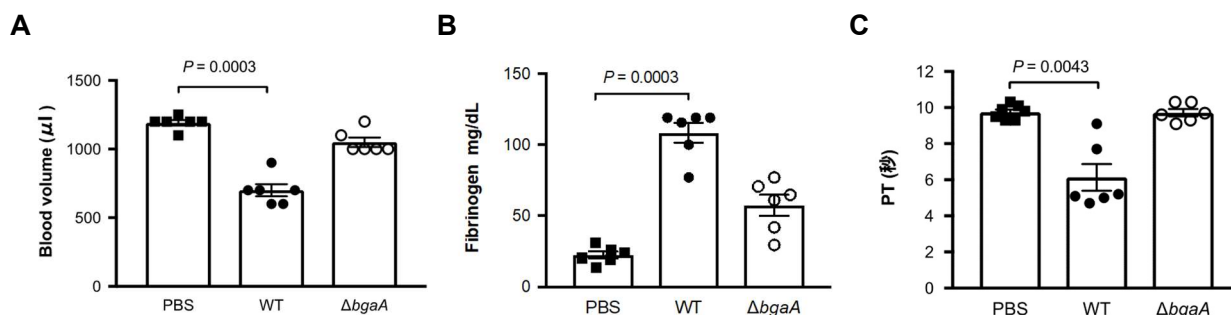 A
P = 0.0003
Blood volume (μl)
1500
1000
500
0
PBS WT ΔbgaA
B
P = 0.0003
Fibrinogen mg/dL
150
100
50
0
PBS WT ΔbgaA
C
P = 0.0043
PT (秒)
12
10
8
6
4
2
0
PBS WT ΔbgaA